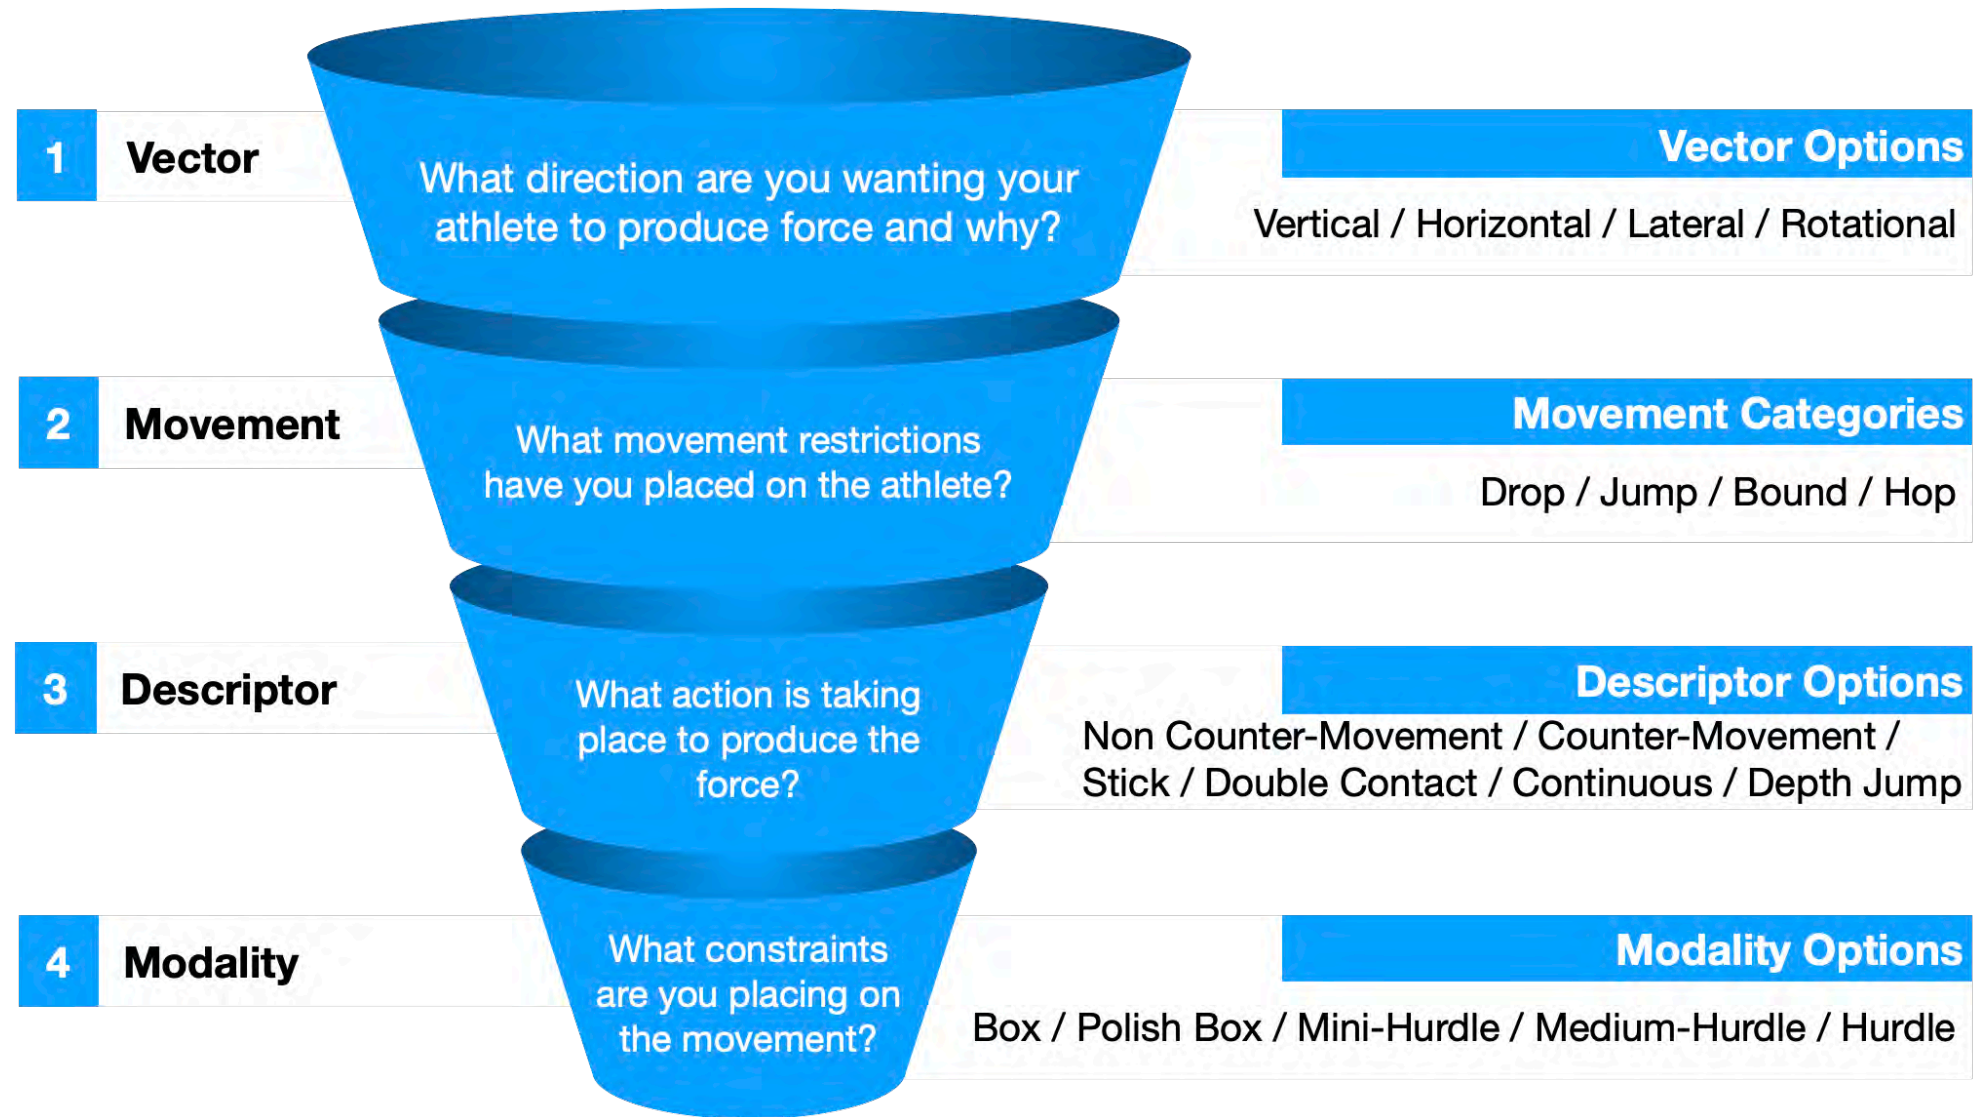 1
Vector
What direction are you wanting your
athlete to produce force and why?
Vector Options
Vertical / Horizontal / Lateral / Rotational
2
Movement
What movement restrictions
have you placed on the athlete?
Movement Categories
Drop / Jump / Bound / Hop
3
Descriptor
What action is taking
place to produce the
force?
Descriptor Options
Non Counter-Movement / Counter-Movement /
Stick / Double Contact / Continuous / Depth Jump
4
Modality
What constraints
are you placing on
the movement?
Modality Options
Box / Polish Box / Mini-Hurdle / Medium-Hurdle / Hurdle